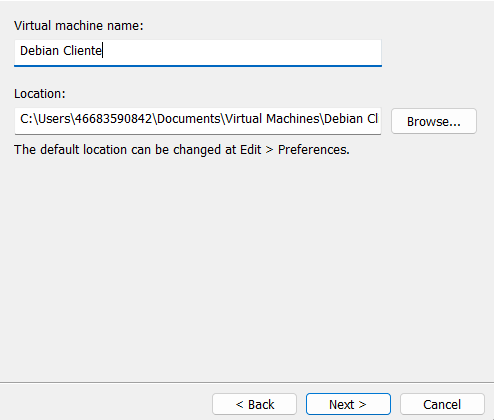 Virtual machine name:
Debian Cliente
Location:
C:\Users\46683590842\Documents\Virtual Machines\Debian Cl
Browse...
The default location can be changed at Edit > Preferences.
< Back
Next >
Cancel